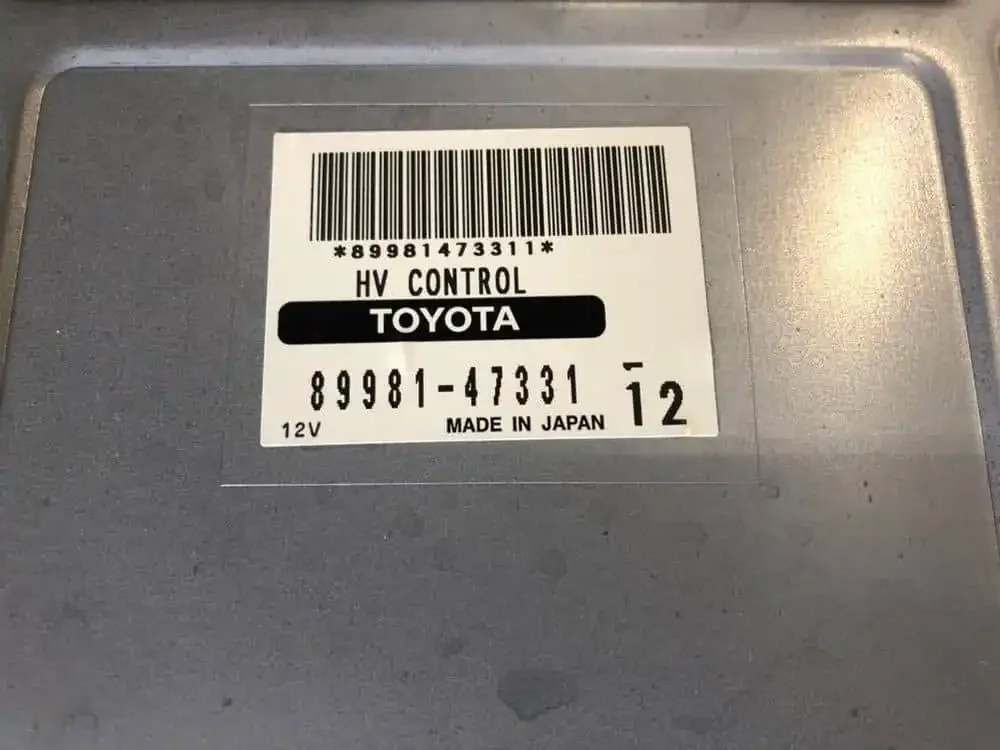 *89981473311*
HV CONTROL
TOYOTA
89981-47331
12
12V
MADE IN JAPAN